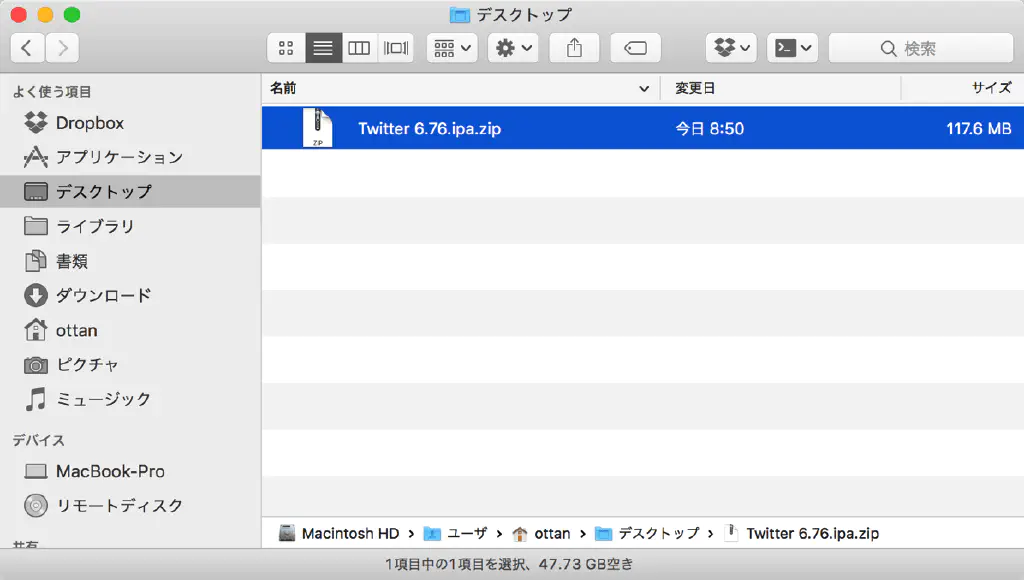 デスクトップ
検索
よく使う項目
Dropbox
アプリケーション
デスクトップ
ライブラリ
書類
ダウンロード
ottan
ピクチャ
ミュージック
デバイス
MacBook-Pro
リモートディスク
共有
名前 変更日 サイズ
ZIP Twitter 6.76.ipa.zip 今日 8:50 117.6 MB
Macintosh HD › ユーザ › ottan › デスクトップ › Twitter 6.76.ipa.zip
1項目中の1項目を選択、47.73 GB空き